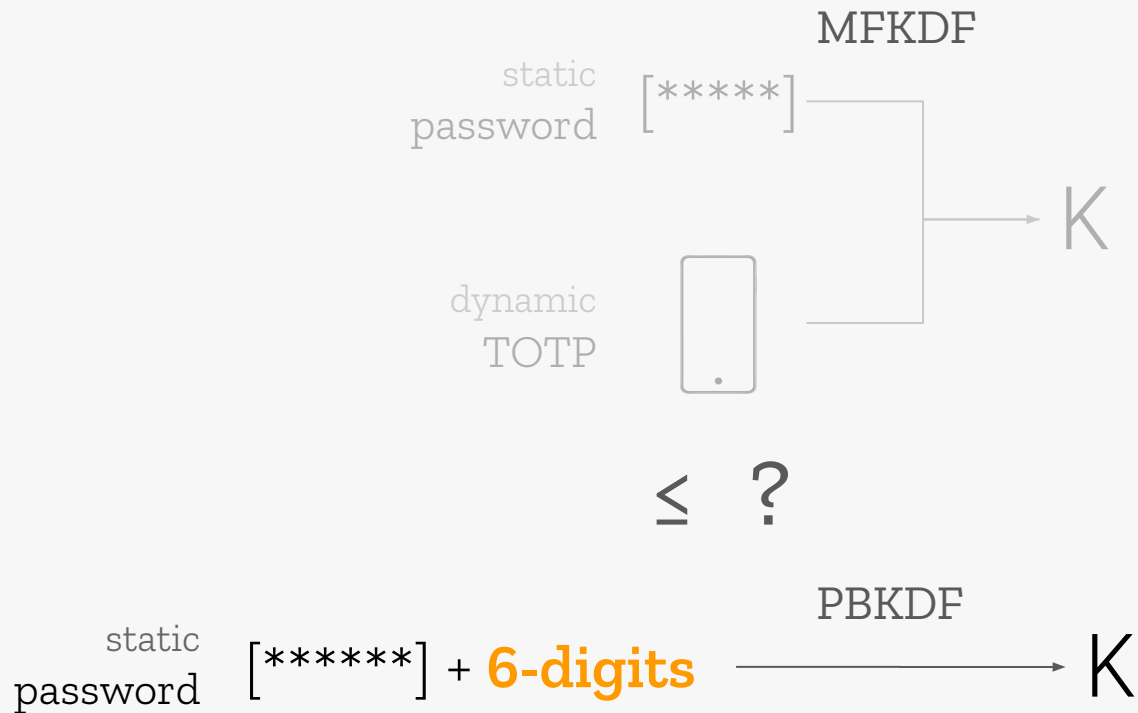 MFKDF
static
password [*****]
K
dynamic
TOTP
≤ ?
PBKDF
static
password [******] + 6-digits K